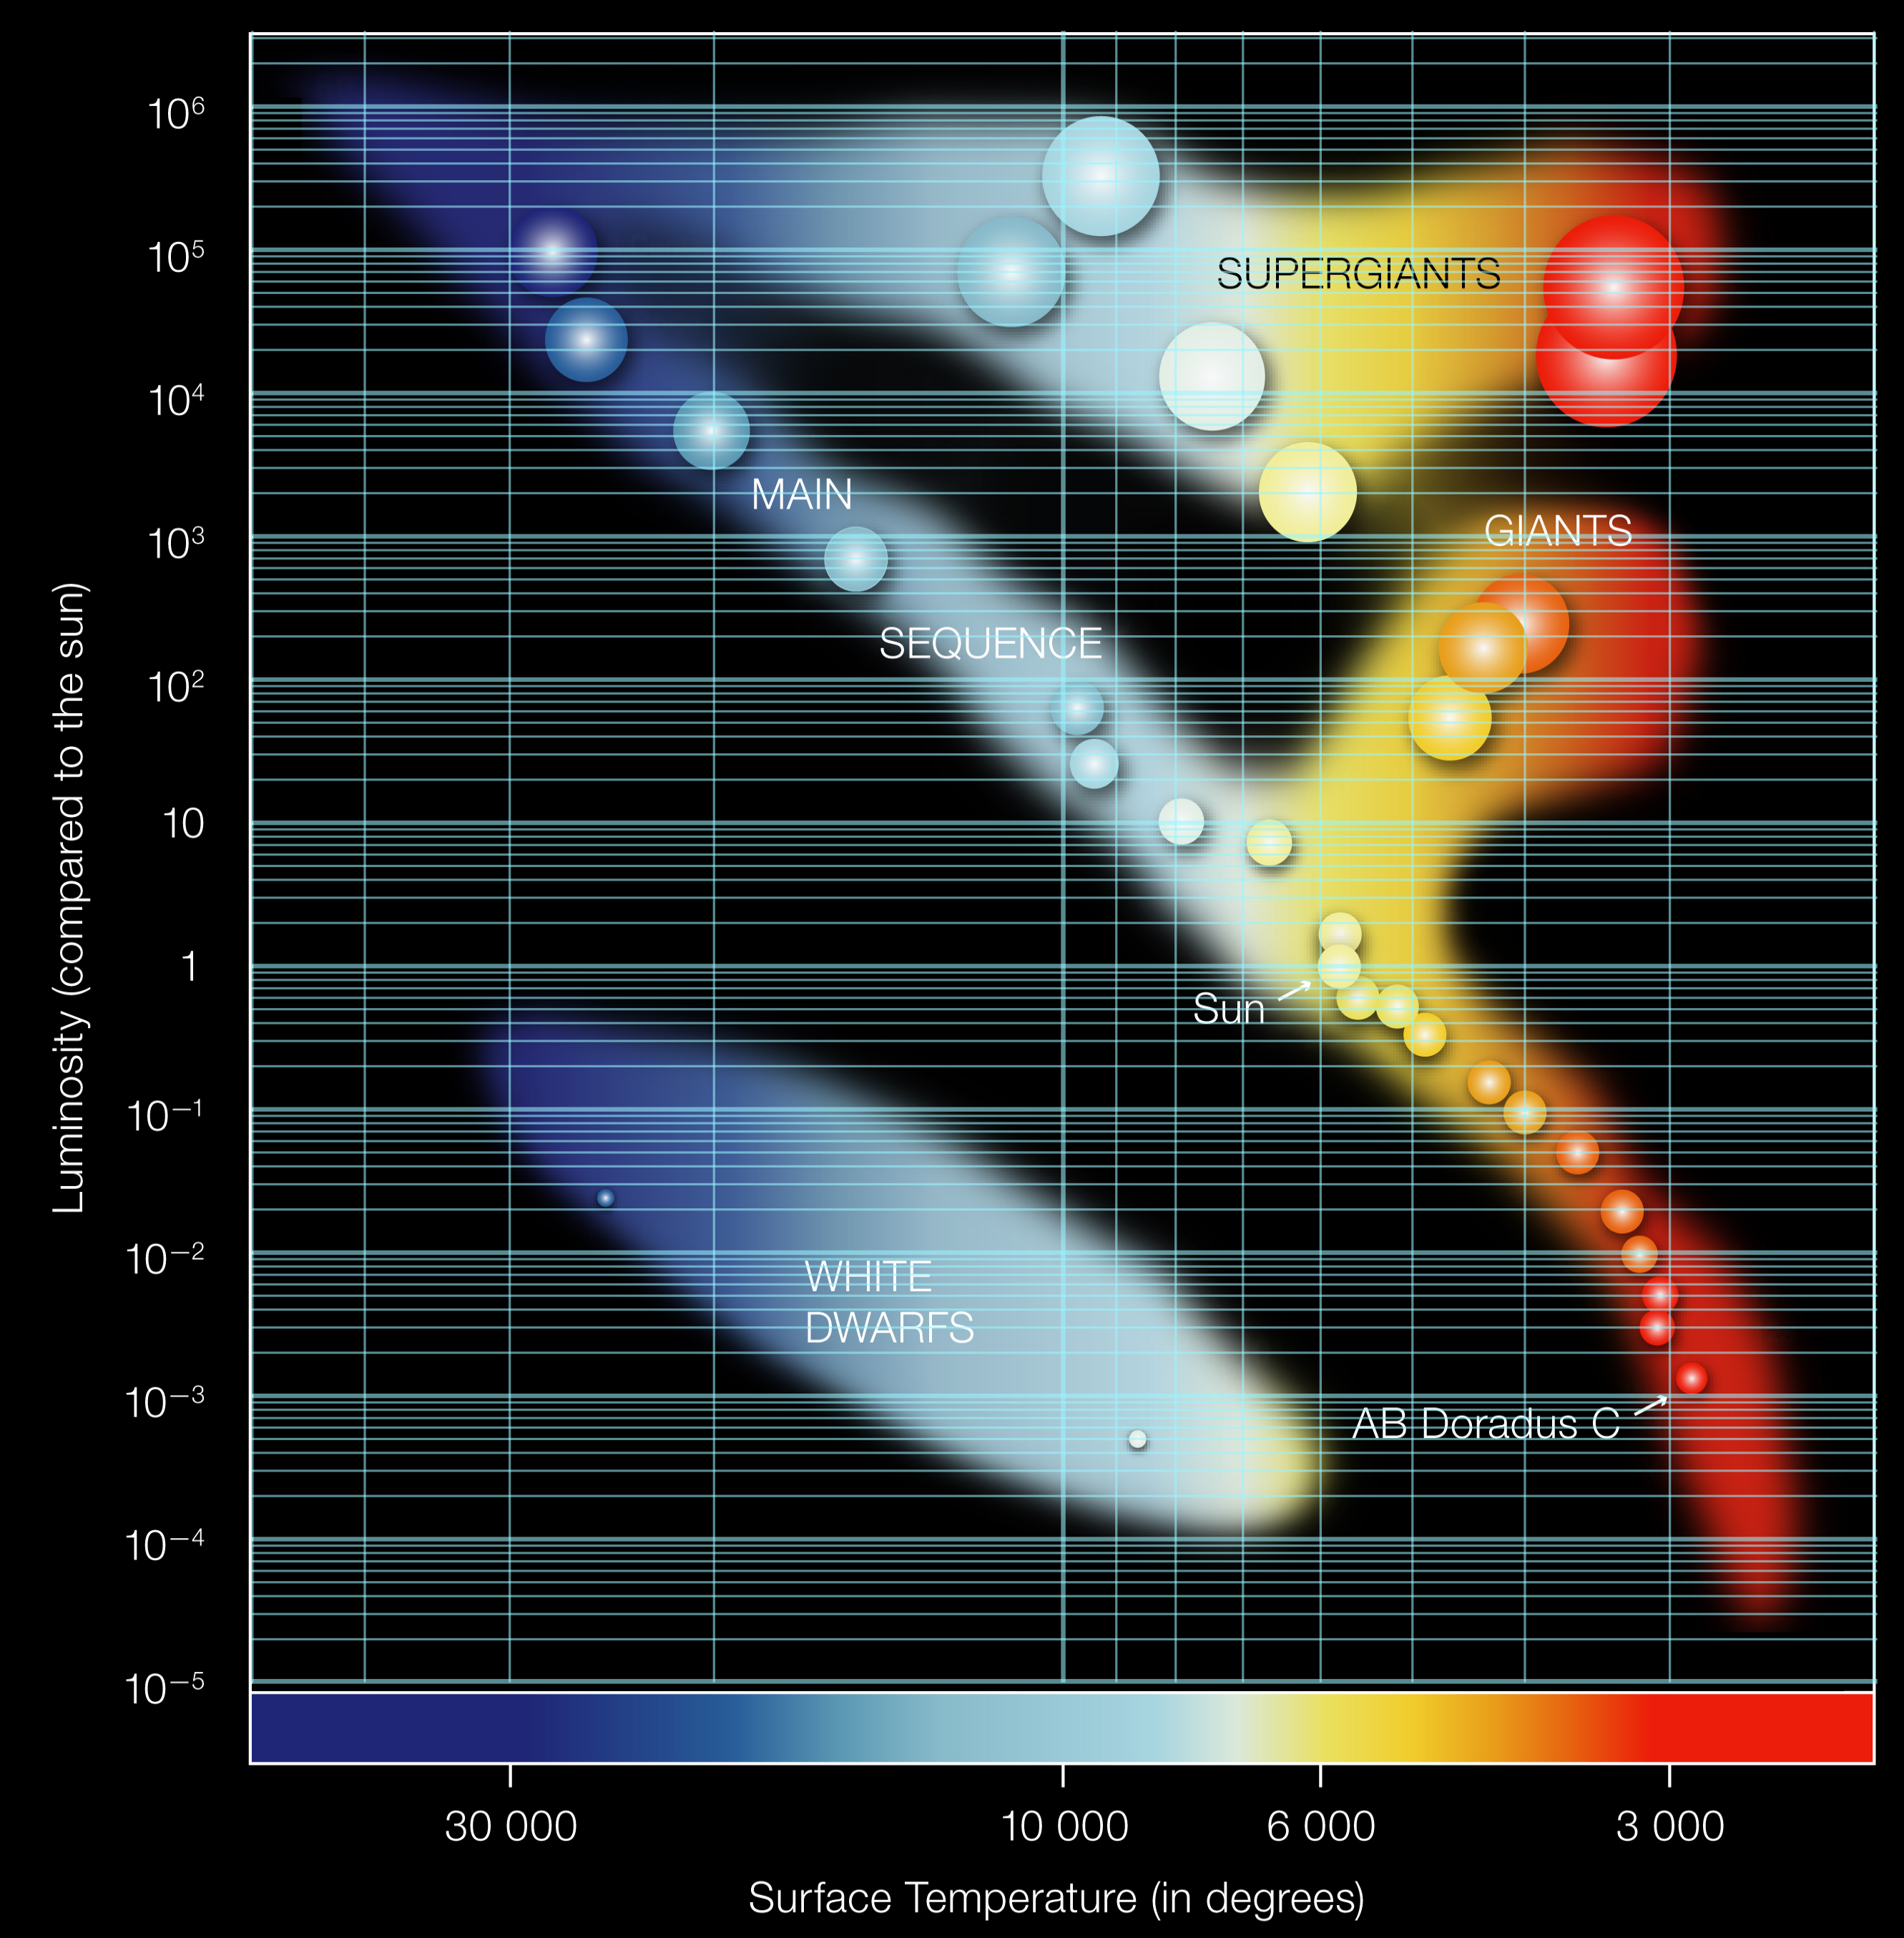 10⁶
10⁵
SUPERGIANTS
10⁴
MAIN
10³
GIANTS
SEQUENCE
10²
10
1
Sun
10⁻¹
10⁻²
WHITE
DWARFS
10⁻³
AB Doradus C
10⁻⁴
10⁻⁵
Luminosity (compared to the sun)
30 000 10 000 6 000 3 000
Surface Temperature (in degrees)